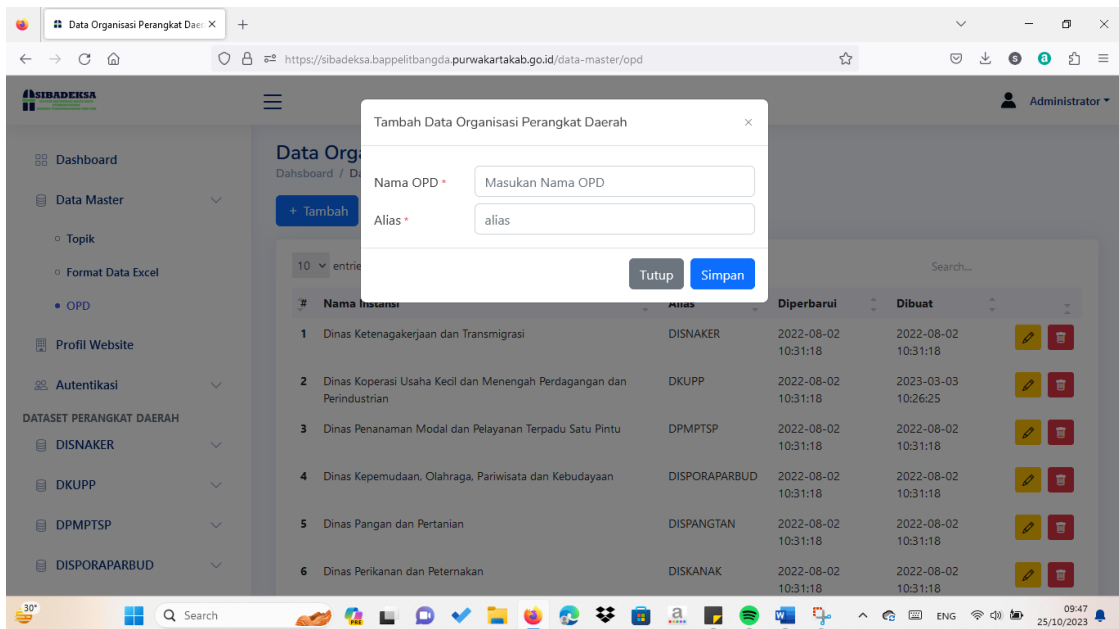 Data Organisasi Perangkat Daer
https://sibadeksa.bappelitbangda.purwakartakab.go.id/data-master/opd
SIBADEKSA
Administrator
Dashboard
Data Master
Topik
Format Data Excel
OPD
Profil Website
Autentikasi
DATASET PERANGKAT DAERAH
DISNAKER
DKUPP
DPMPTSP
DISPORAPARBUD
Data Orga
Dahsboard / Da
+ Tambah
Tambah Data Organisasi Perangkat Daerah
Nama OPD * Masukan Nama OPD
Alias * alias
Tutup Simpan
10 entrie Search...
# Nama Instansi Alias Diperbarui Dibuat
1 Dinas Ketenagakerjaan dan Transmigrasi DISNAKER 2022-08-02 2022-08-02
10:31:18 10:31:18
2 Dinas Koperasi Usaha Kecil dan Menengah Perdagangan dan DKUPP 2022-08-02 2023-03-03
Perindustrian 10:31:18 10:26:25
3 Dinas Penanaman Modal dan Pelayanan Terpadu Satu Pintu DPMPTSP 2022-08-02 2022-08-02
10:31:18 10:31:18
4 Dinas Kepemudaan, Olahraga, Pariwisata dan Kebudayaan DISPORAPARBUD 2022-08-02 2022-08-02
10:31:18 10:31:18
5 Dinas Pangan dan Pertanian DISPANGTAN 2022-08-02 2022-08-02
10:31:18 10:31:18
6 Dinas Perikanan dan Peternakan DISKANAK 2022-08-02 2022-08-02
10:31:18 10:31:18
30°
Search
ENG
09:47
25/10/2023